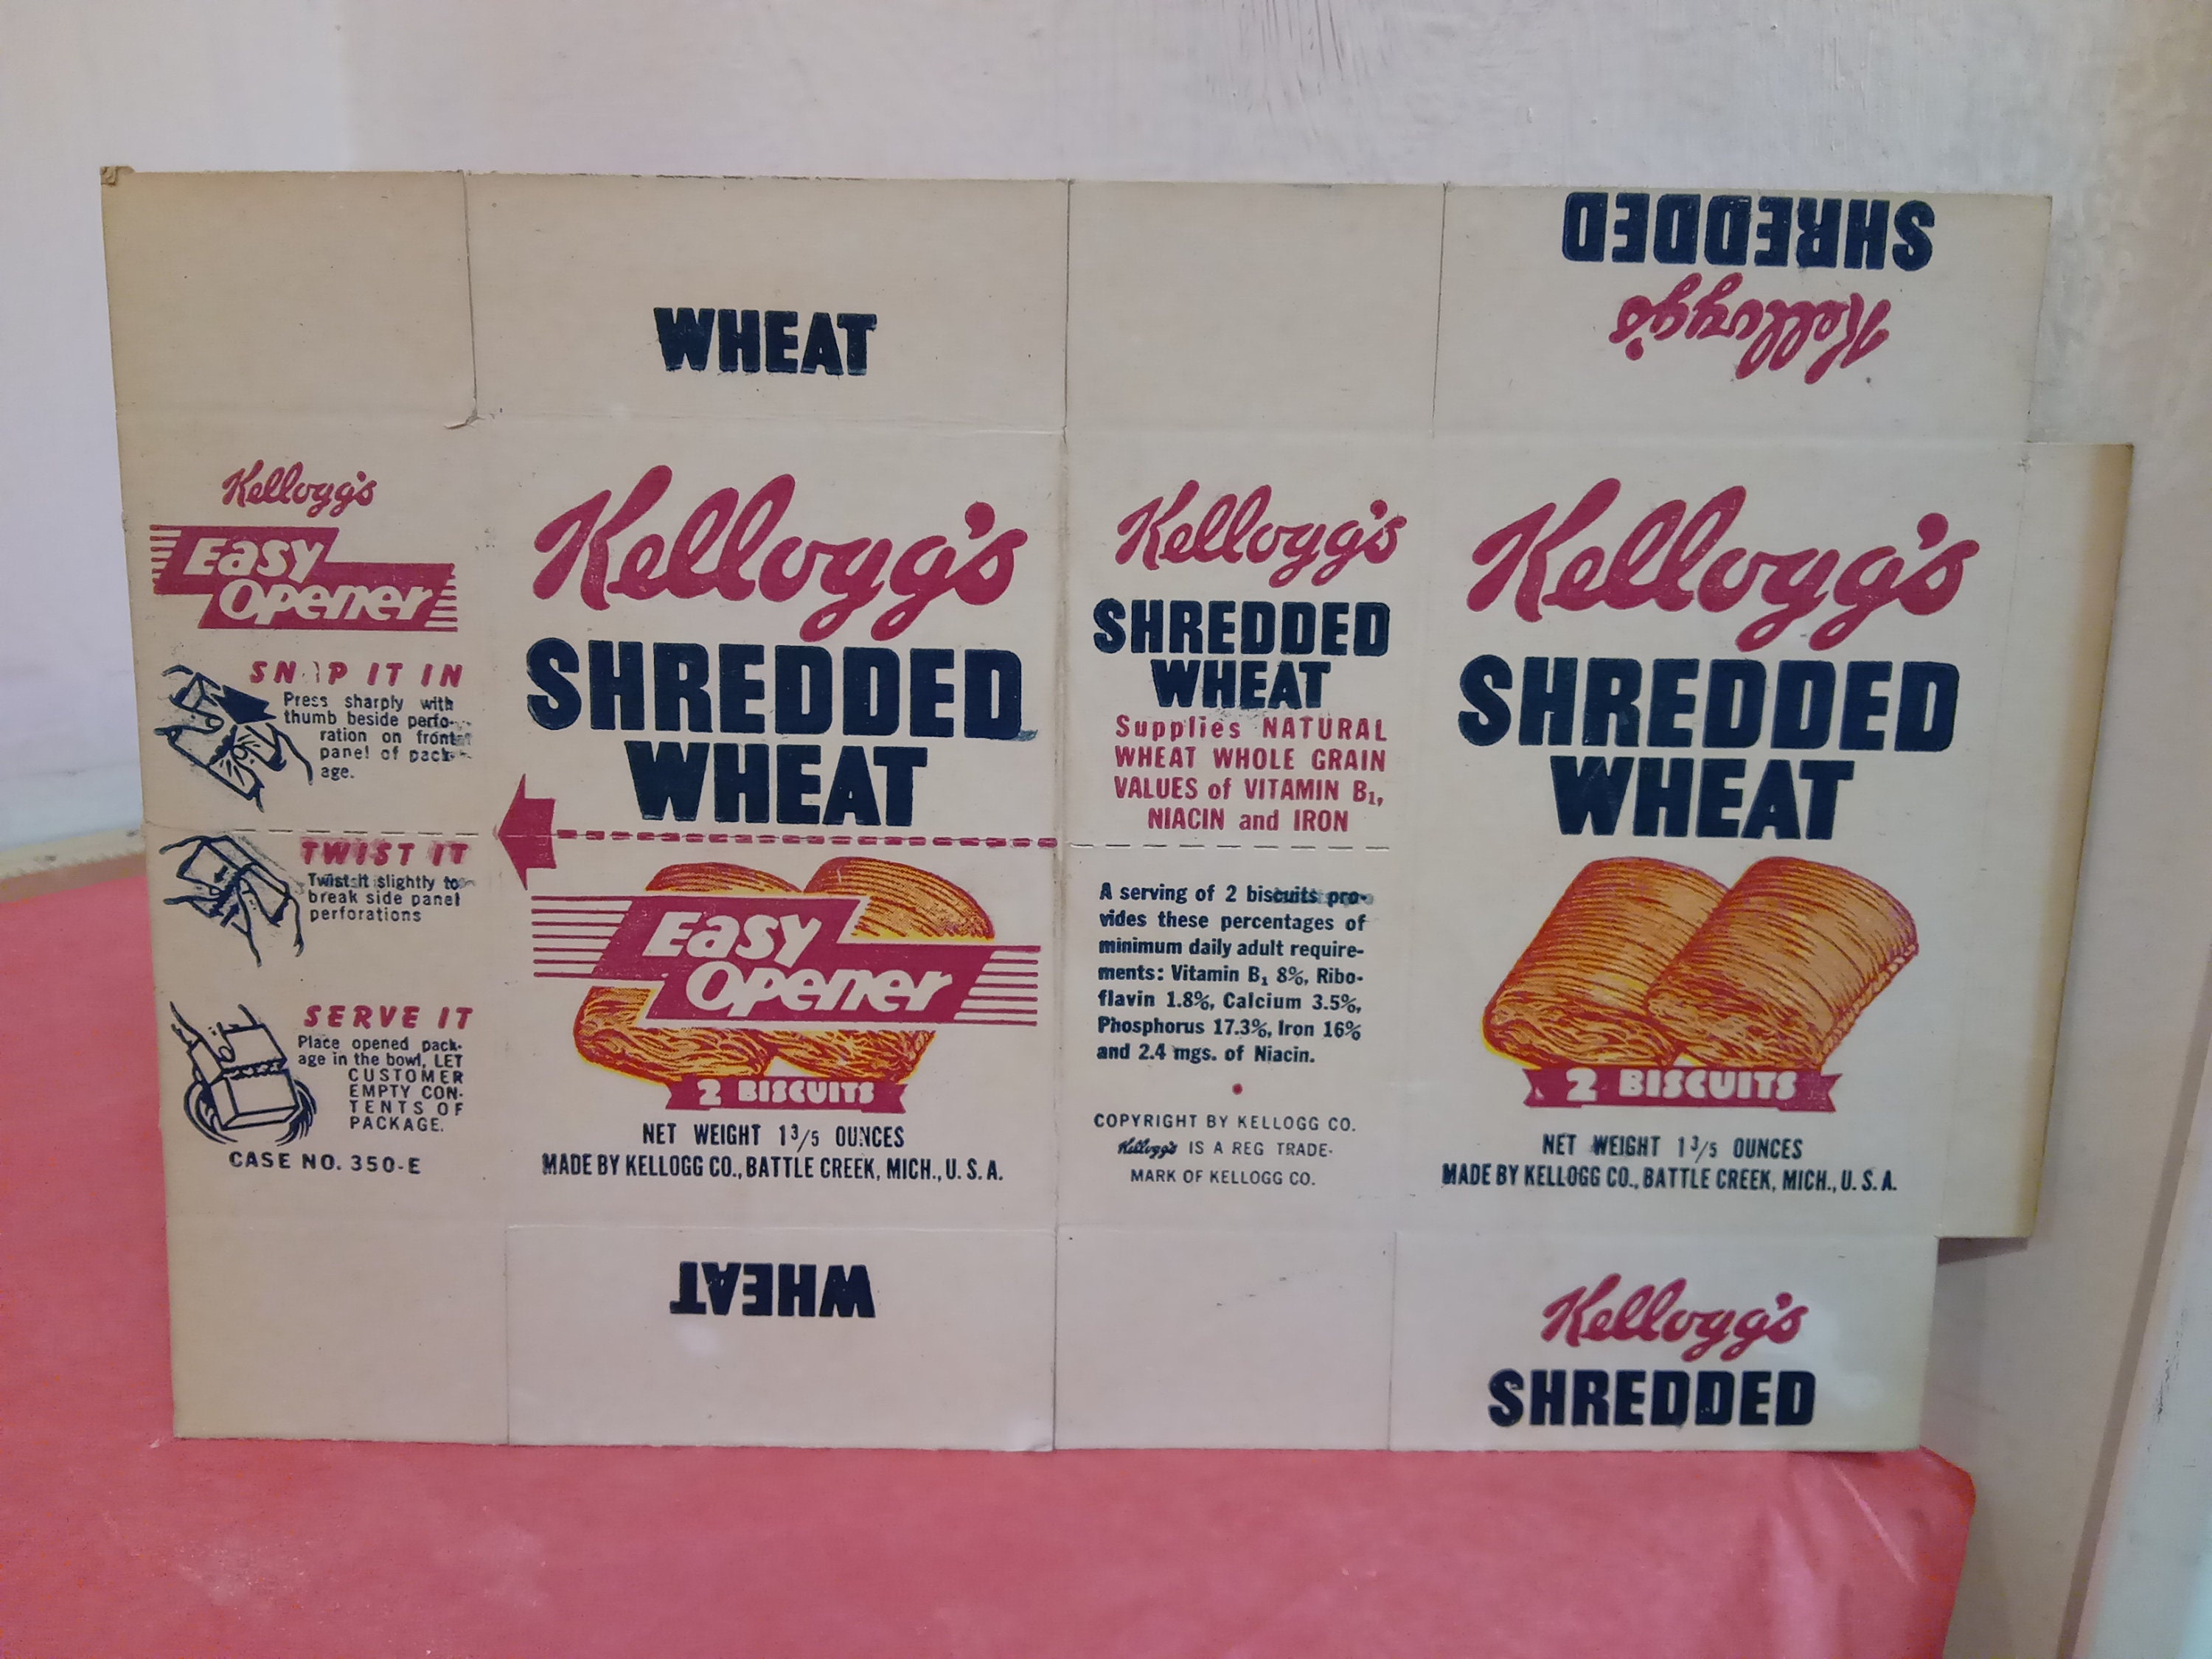 WHEAT
SHREDDED
Kellogg's
Kellogg's
Easy
Opener
SNAP IT IN
Press sharply with
thumb beside perfo-
ration on front
panel of pack-
age.
TWIST IT
Twist it slightly to
break side panel
perforations
SERVE IT
Place opened pack-
age in the bowl, LET
CUSTOMER
EMPTY CON-
TENTS OF
PACKAGE.
CASE NO. 350-E
Kellogg's
SHREDDED
WHEAT
Easy
Opener
2 BISCUITS
NET WEIGHT 1 3/5 OUNCES
MADE BY KELLOGG CO., BATTLE CREEK, MICH., U. S. A.
Kellogg's
SHREDDED
WHEAT
Supplies NATURAL
WHEAT WHOLE GRAIN
VALUES of VITAMIN B₁,
NIACIN and IRON
A serving of 2 biscuits pro-
vides these percentages of
minimum daily adult require-
ments: Vitamin B₁ 8%, Ribo-
flavin 1.8%, Calcium 3.5%,
Phosphorus 17.3%, Iron 16%
and 2.4 mgs. of Niacin.
COPYRIGHT BY KELLOGG CO.
Kellogg's IS A REG TRADE-
MARK OF KELLOGG CO.
Kellogg's
SHREDDED
WHEAT
2 BISCUITS
NET WEIGHT 1 3/5 OUNCES
MADE BY KELLOGG CO., BATTLE CREEK, MICH., U. S. A.
WHEAT
Kellogg's
SHREDDED